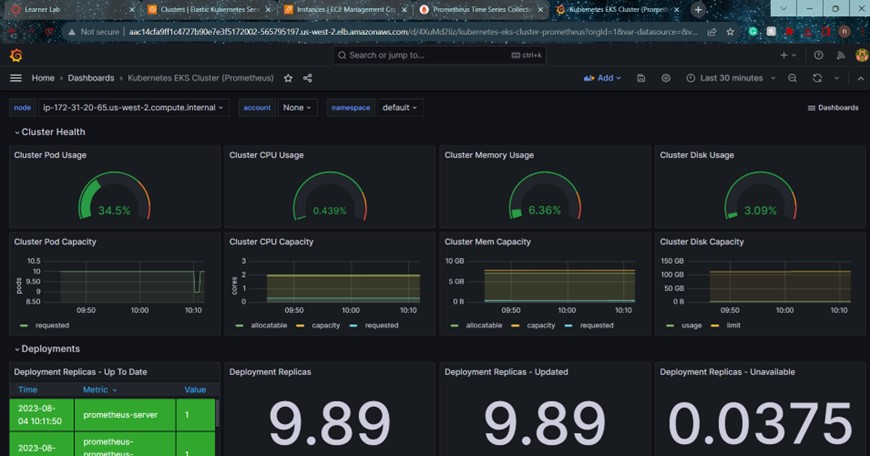 Learner Lab
Clusters | Elastic Kubernetes Ser
Instances | EC2 Management Co
Prometheus Time Series Collect
Kubernetes EKS Cluster (Promet
Not secure
aac14cfa9ff1c4727b90e7e3f5172002-565795197.us-west-2.elb.amazonaws.com/d/4XuMd2Iiz/kubernetes-eks-cluster-prometheus?orgId=1&var-datasource=&v...
Search or jump to...
ctrl+k
Home > Dashboards > Kubernetes EKS Cluster (Prometheus)
Add
Last 30 minutes
node
ip-172-31-20-65.us-west-2.compute.internal
account
None
namespace
default
Dashboards
Cluster Health
Cluster Pod Usage
34.5%
Cluster CPU Usage
0.439%
Cluster Memory Usage
6.36%
Cluster Disk Usage
3.09%
Cluster Pod Capacity
pods
10.5
10
9.50
9
8.50
09:50
10:00
10:10
requested
Cluster CPU Capacity
cores
3
2
1
0
09:50
10:00
10:10
allocatable
capacity
requested
Cluster Mem Capacity
10 GB
5 GB
0 B
09:50
10:00
10:10
allocatable
capacity
requested
Cluster Disk Capacity
150 GB
100 GB
50 GB
0 B
09:50
10:00
10:10
usage
limit
Deployments
Deployment Replicas - Up To Date
Time
Metric
Value
2023-08-
04 10:11:50
prometheus-server
1
2023-08-
prometheus-
prometheus-
1
Deployment Replicas
9.89
Deployment Replicas - Updated
9.89
Deployment Replicas - Unavailable
0.0375